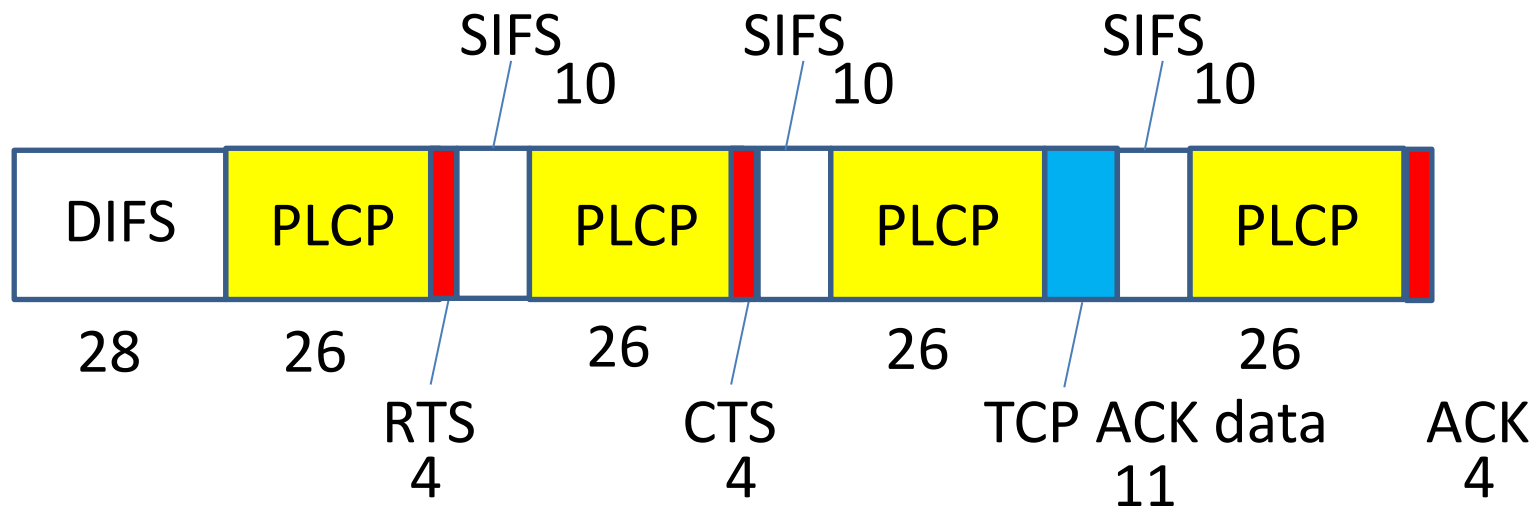 SIFS
10
SIFS
10
SIFS
10
DIFS
PLCP
PLCP
PLCP
PLCP
28
26
26
26
26
RTS
4
CTS
4
TCP ACK data
11
ACK
4